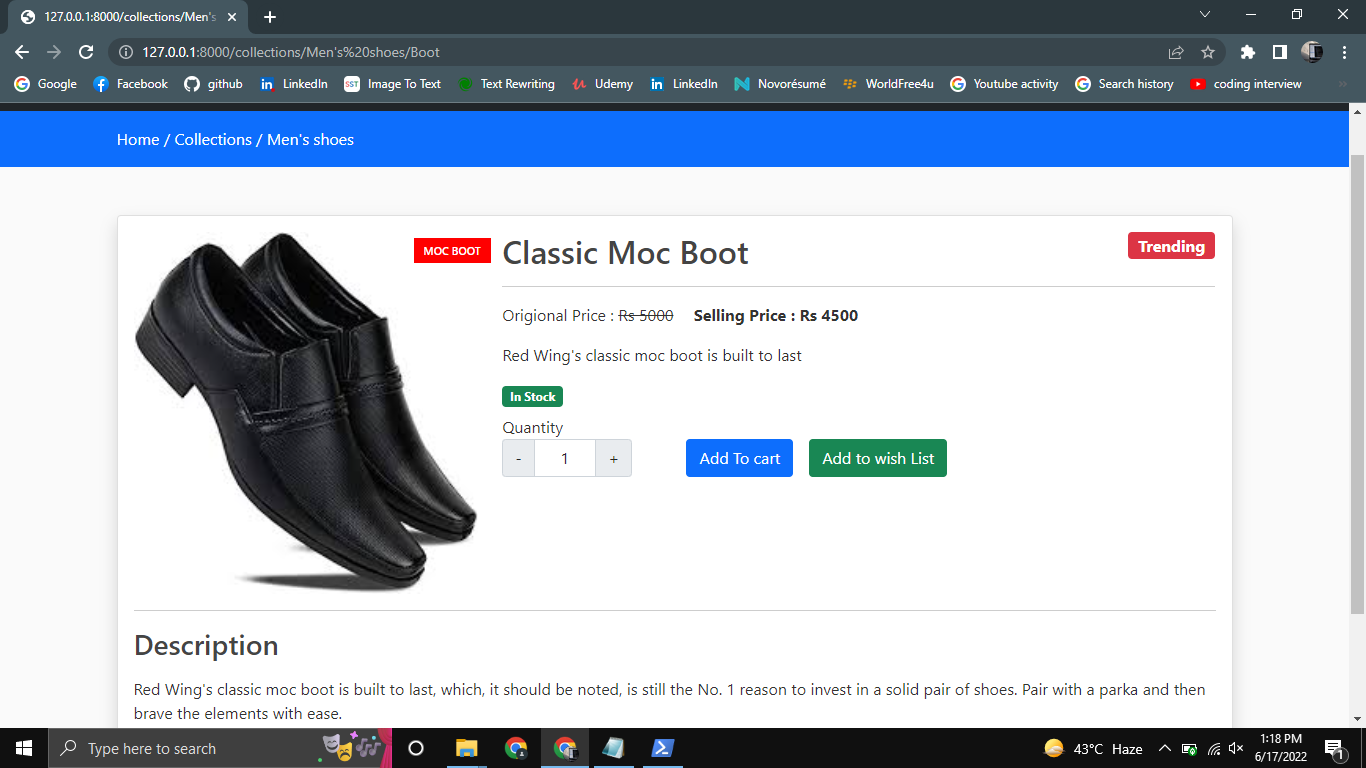 127.0.0.1:8000/collections/Men's
127.0.0.1:8000/collections/Men's%20shoes/Boot
Google Facebook github LinkedIn Image To Text Text Rewriting Udemy LinkedIn Novorésumé WorldFree4u Youtube activity Search history coding interview
Home / Collections / Men's shoes
MOC BOOT
Classic Moc Boot
Trending
Origional Price : Rs 5000 Selling Price : Rs 4500
Red Wing's classic moc boot is built to last
In Stock
Quantity
- 1 + Add To cart Add to wish List
Description
Red Wing's classic moc boot is built to last, which, it should be noted, is still the No. 1 reason to invest in a solid pair of shoes. Pair with a parka and then
brave the elements with ease.
Type here to search
43°C Haze
1:18 PM
6/17/2022
1